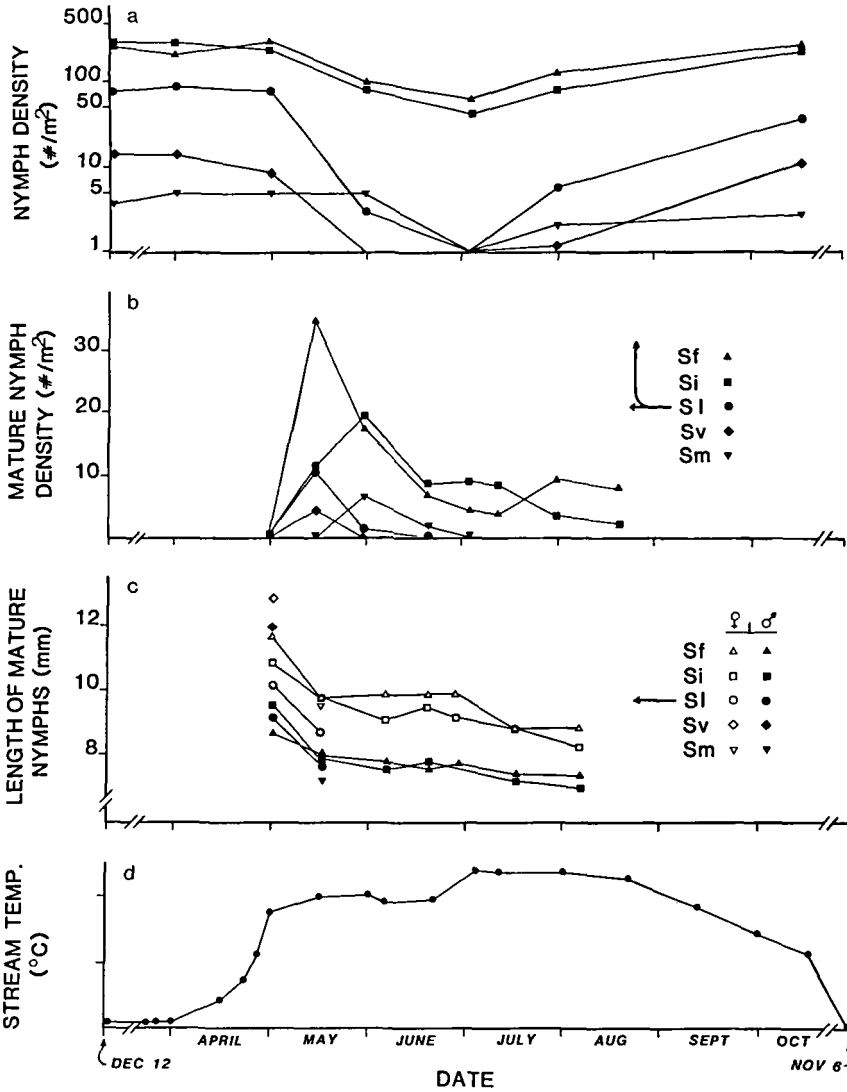 a
500
100
50
10
5
1
NYMPH DENSITY
(#/m²)
b
30
20
10
MATURE NYMPH
DENSITY (#/m²)
Sf
Si
Sl
Sv
Sm
c
12
10
8
LENGTH OF MATURE
NYMPHS (mm)
♀ ♂
Sf
Si
Sl
Sv
Sm
d
STREAM TEMP.
(°C)
APRIL MAY JUNE JULY AUG SEPT OCT
DEC 12
NOV 6
DATE